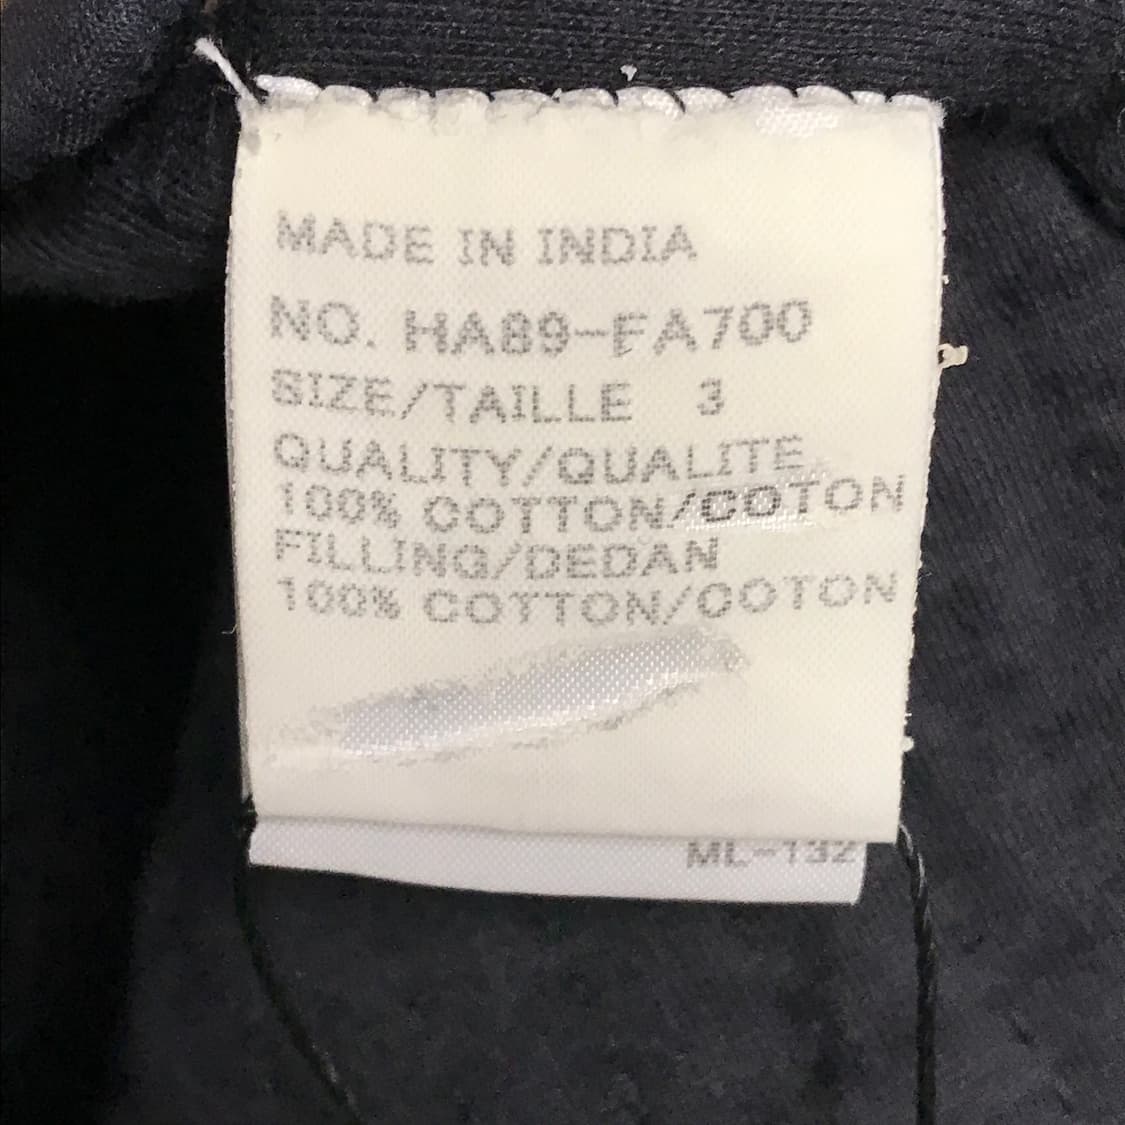 MADE IN INDIA
NO. HA89-FA700
SIZE/TAILLE 3
QUALITY/QUALITE
100% COTTON/COTON
FILLING/DEDAN
100% COTTON/COTON
ML-132